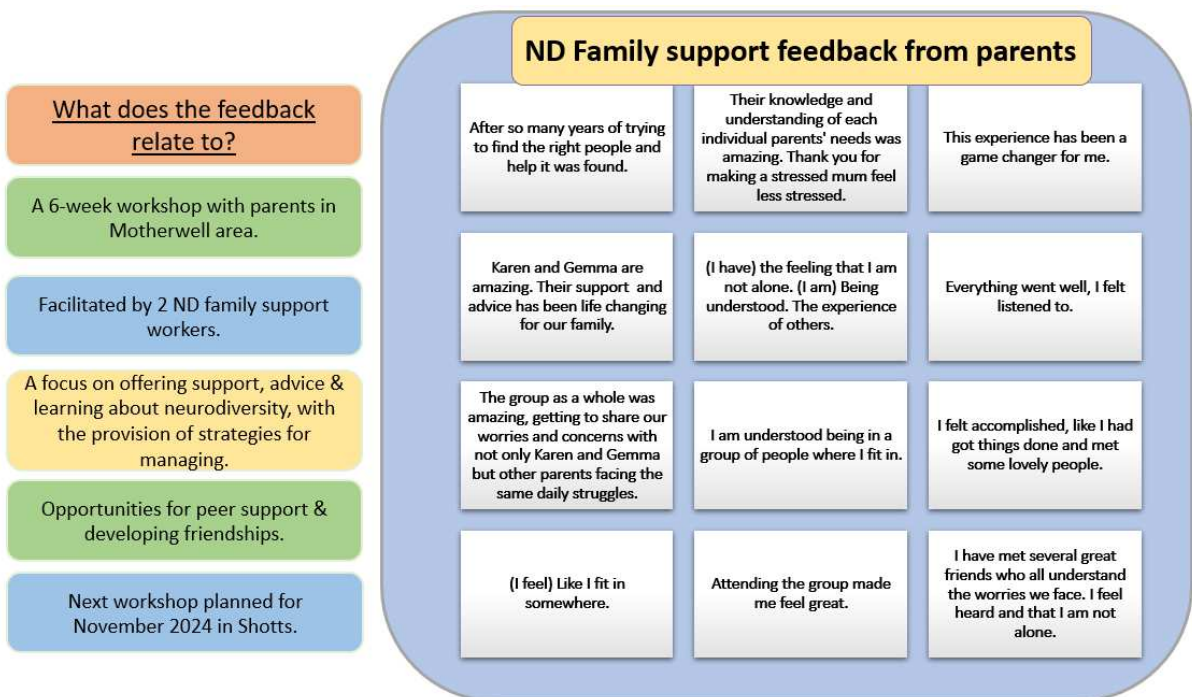 What does the feedback
relate to?
A 6-week workshop with parents in
Motherwell area.
Facilitated by 2 ND family support
workers.
A focus on offering support, advice &
learning about neurodiversity, with
the provision of strategies for
managing.
Opportunities for peer support &
developing friendships.
Next workshop planned for
November 2024 in Shotts.
ND Family support feedback from parents
After so many years of trying
to find the right people and
help it was found.
Their knowledge and
understanding of each
individual parents' needs was
amazing. Thank you for
making a stressed mum feel
less stressed.
This experience has been a
game changer for me.
Karen and Gemma are
amazing. Their support and
advice has been life changing
for our family.
(I have) the feeling that I am
not alone. (I am) Being
understood. The experience
of others.
Everything went well, I felt
listened to.
The group as a whole was
amazing, getting to share our
worries and concerns with
not only Karen and Gemma
but other parents facing the
same daily struggles.
I am understood being in a
group of people where I fit in.
I felt accomplished, like I had
got things done and met
some lovely people.
(I feel) Like I fit in
somewhere.
Attending the group made
me feel great.
I have met several great
friends who all understand
the worries we face. I feel
heard and that I am not
alone.